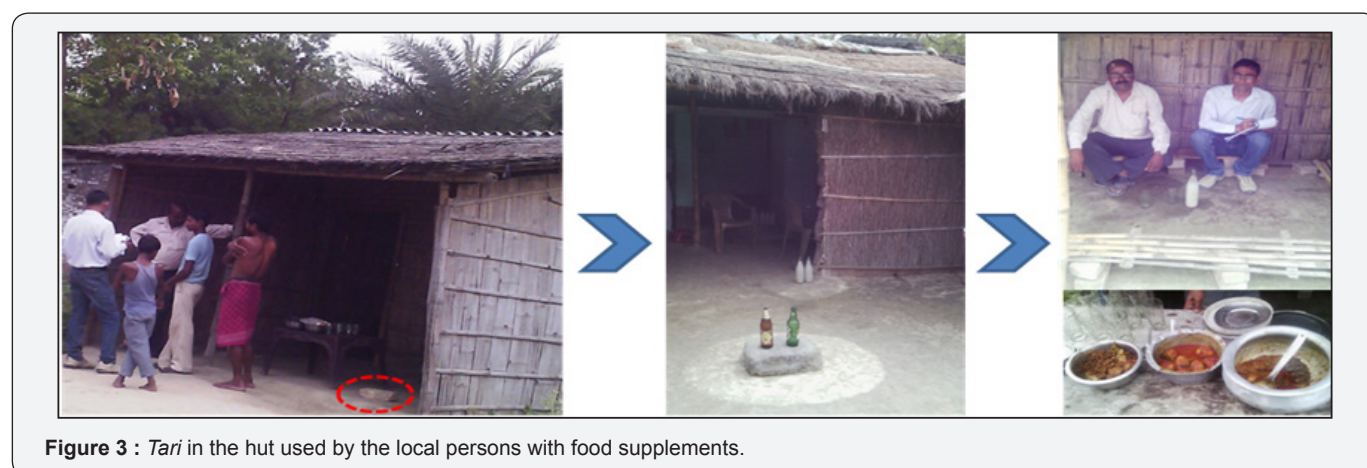 Figure 3 : Tari in the hut used by the local persons with food supplements.